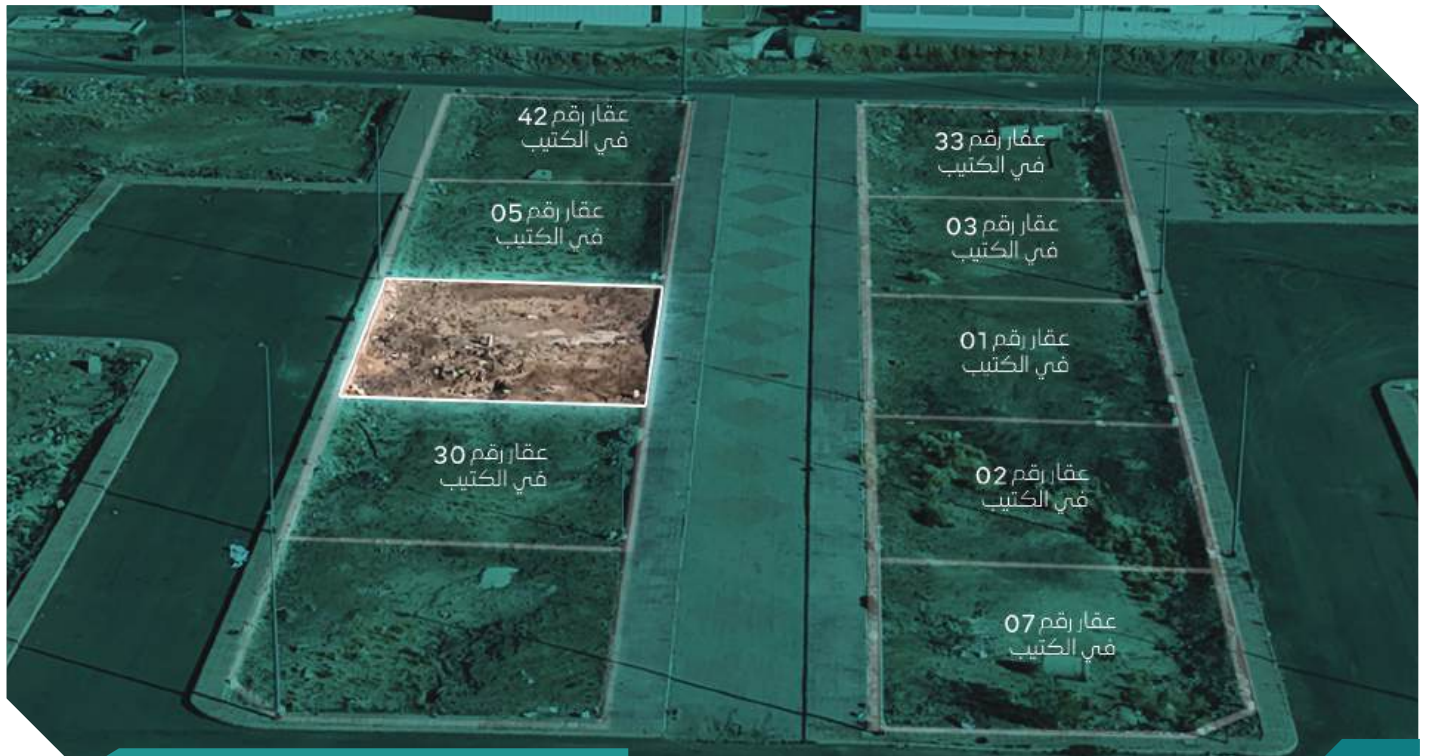 عقار رقم 33
في الكتيب
عقار رقم 42
في الكتيب
عقار رقم 03
في الكتيب
عقار رقم 05
في الكتيب
عقار رقم 01
في الكتيب
عقار رقم 02
في الكتيب
عقار رقم 30
في الكتيب
عقار رقم 07
في الكتيب